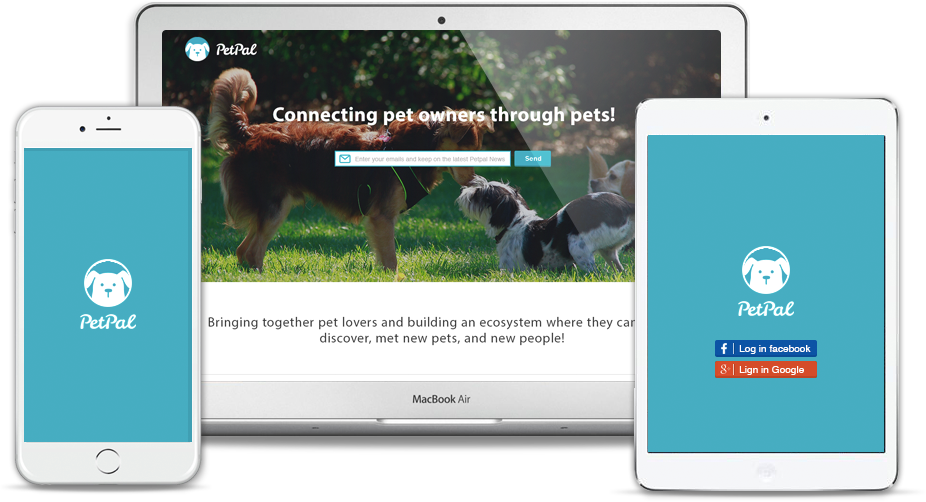 PetPal
Connecting pet owners through pets!
Enter your emails and keep on the latest Petpal News
Send
Bringing together pet lovers and building an ecosystem where they can
discover, met new pets, and new people!
MacBook Air
PetPal
PetPal
f Log in facebook
g+ Lign in Google